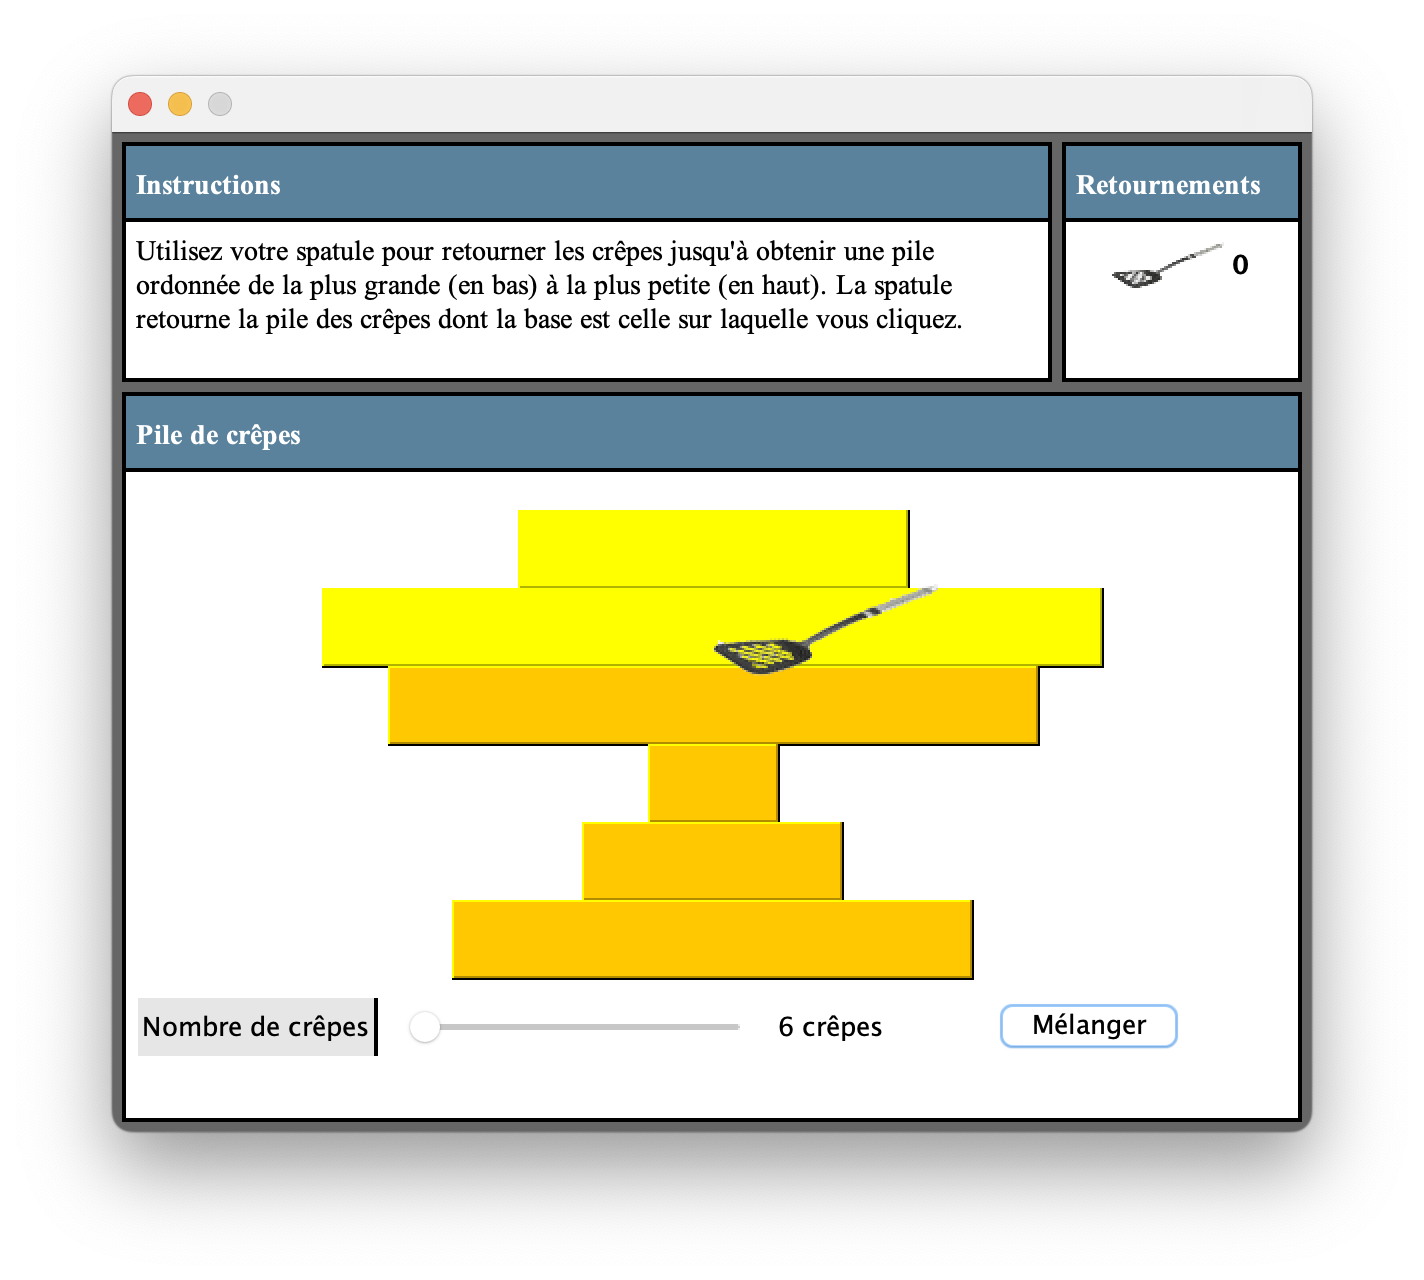 Instructions
Retournements
Utilisez votre spatule pour retourner les crêpes jusqu'à obtenir une pile
ordonnée de la plus grande (en bas) à la plus petite (en haut). La spatule
retourne la pile des crêpes dont la base est celle sur laquelle vous cliquez.
0
Pile de crêpes
Nombre de crêpes
6 crêpes
Mélanger